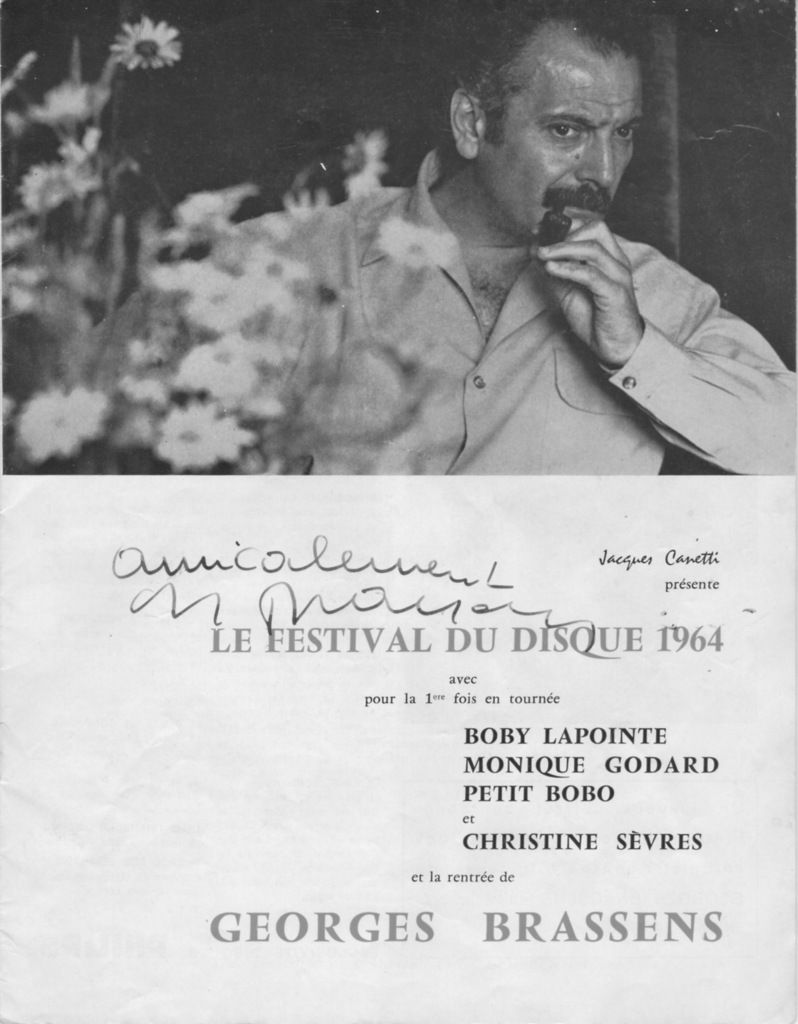 amicalement
Jacques Canetti
présente
G Brassens
LE FESTIVAL DU DISQUE 1964
avec
pour la 1ere fois en tournée
BOBY LAPOINTE
MONIQUE GODARD
PETIT BOBO
et
CHRISTINE SÈVRES
et la rentrée de
GEORGES BRASSENS